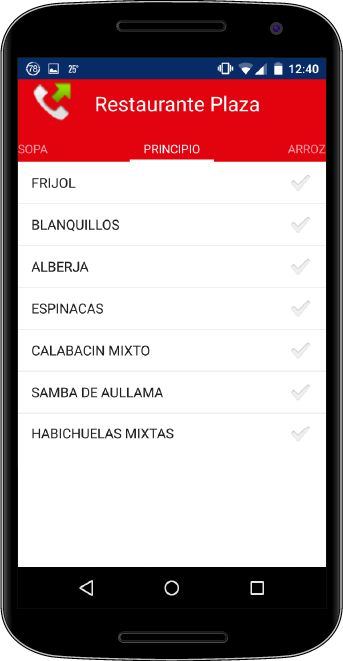 78 25° 12:40
Restaurante Plaza
SOPA PRINCIPIO ARROZ
FRIJOL
BLANQUILLOS
ALBERJA
ESPINACAS
CALABACIN MIXTO
SAMBA DE AULLAMA
HABICHUELAS MIXTAS